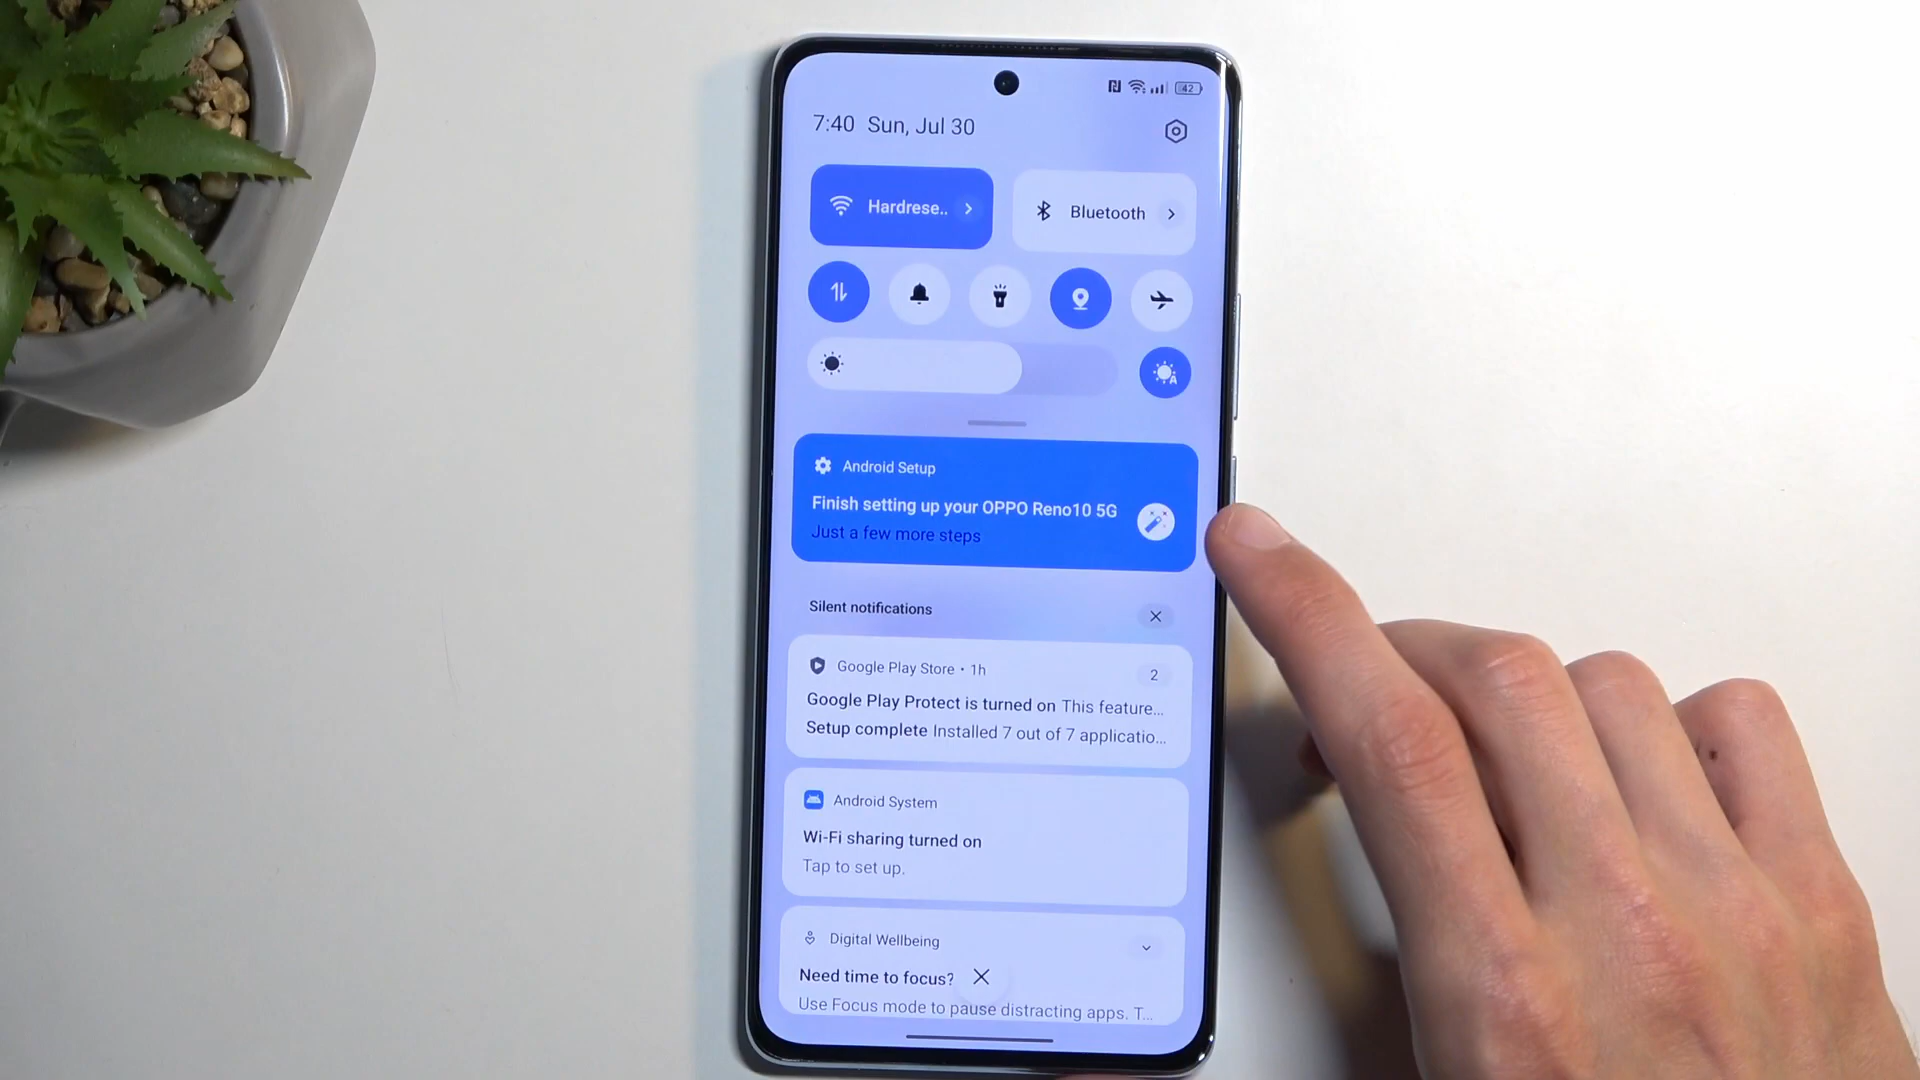 42
7:40 Sun, Jul 30
Hardrese..
Bluetooth
A
Android Setup
Finish setting up your OPPO Reno10 5G
Just a few more steps
Silent notifications
Google Play Store • 1h
2
Google Play Protect is turned on This feature...
Setup complete Installed 7 out of 7 applicatio...
Android System
Wi-Fi sharing turned on
Tap to set up.
Digital Wellbeing
Need time to focus?
Use Focus mode to pause distracting apps. T...